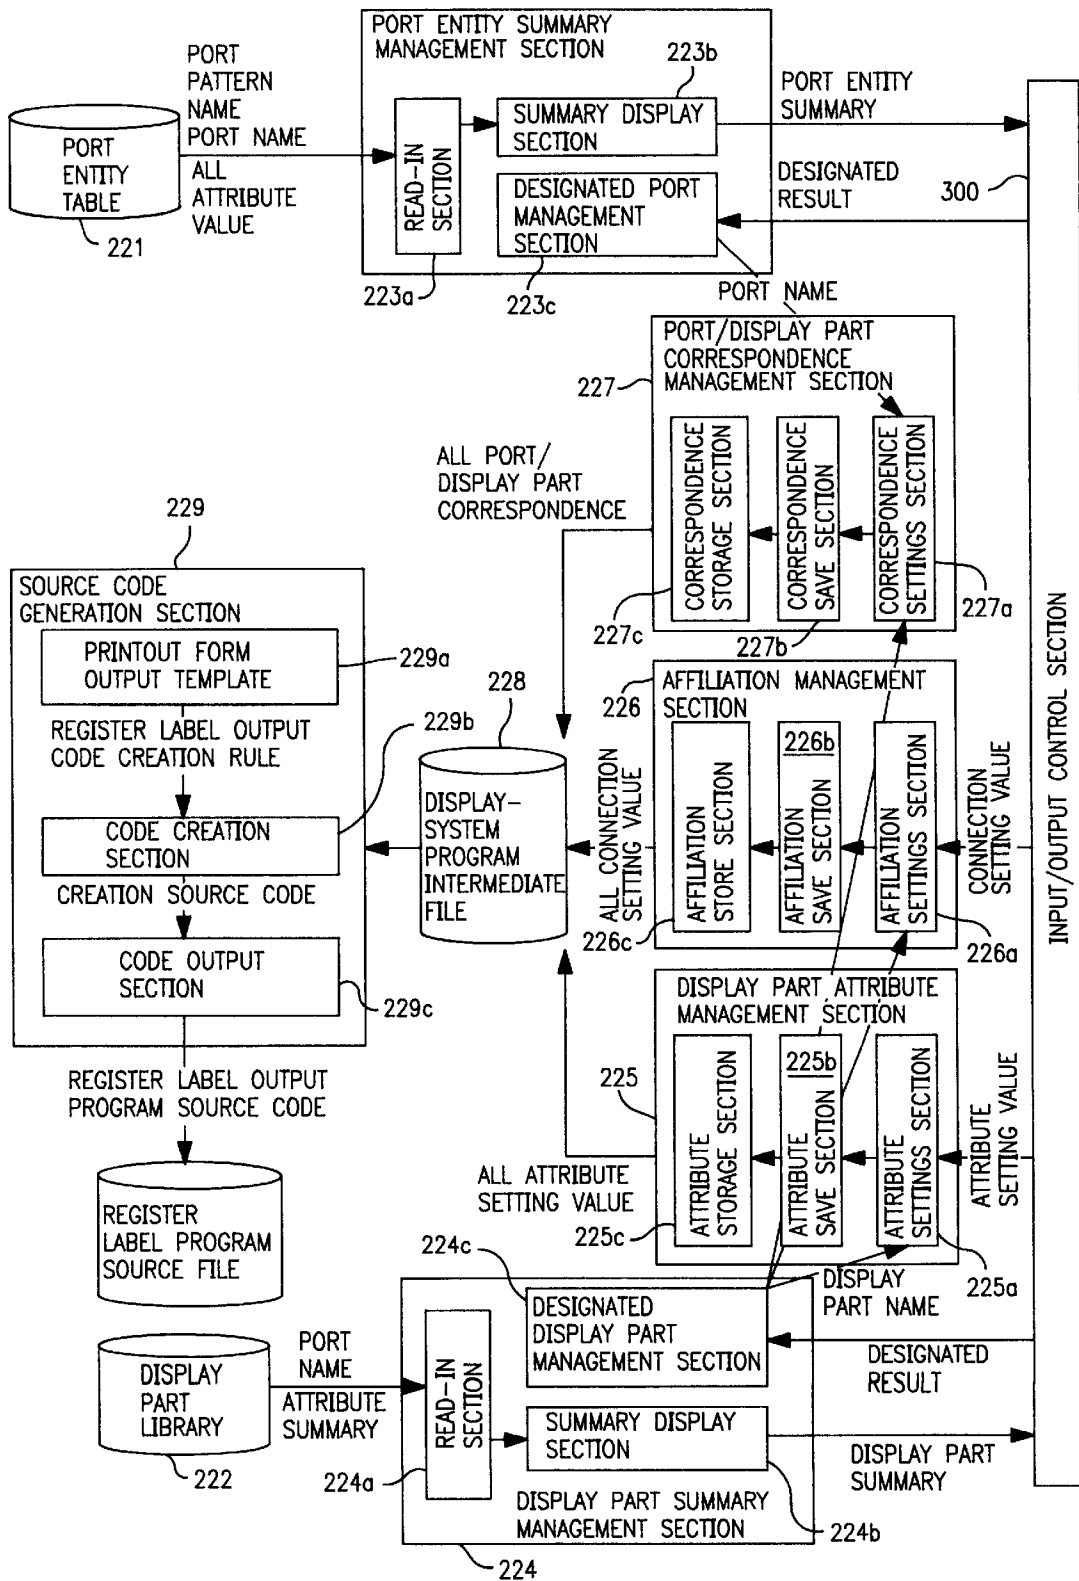 PORT ENTITY SUMMARY
MANAGEMENT SECTION
PORT
PATTERN
NAME
PORT NAME
ALL
ATTRIBUTE
VALUE
PORT
ENTITY
TABLE
221
READ-IN
SECTION
223a
SUMMARY DISPLAY
SECTION
223b
DESIGNATED PORT
MANAGEMENT
SECTION
223c
PORT ENTITY
SUMMARY
DESIGNATED
RESULT
300
PORT NAME
PORT/DISPLAY PART
CORRESPONDENCE
MANAGEMENT SECTION
227
CORRESPONDENCE
STORAGE SECTION
CORRESPONDENCE
SAVE SECTION
CORRESPONDENCE
SETTINGS SECTION
227c
227b
227a
ALL PORT/
DISPLAY PART
CORRESPONDENCE
229
SOURCE CODE
GENERATION SECTION
PRINTOUT FORM
OUTPUT TEMPLATE
229a
REGISTER LABEL OUTPUT
CODE CREATION RULE
229b
CODE CREATION
SECTION
CREATION SOURCE CODE
CODE OUTPUT
SECTION
229c
228
DISPLAY-
SYSTEM
PROGRAM
INTERMEDIATE
FILE
ALL CONNECTION
SETTING VALUE
226
AFFILIATION MANAGEMENT
SECTION
AFFILIATION
STORE SECTION
226b
AFFILIATION
SAVE SECTION
AFFILIATION
SETTINGS SECTION
226c
226a
CONNECTION
SETTING VALUE
INPUT/OUTPUT CONTROL SECTION
DISPLAY PART ATTRIBUTE
MANAGEMENT SECTION
225
ATTRIBUTE
STORAGE SECTION
225b
ATTRIBUTE
SAVE SECTION
ATTRIBUTE
SETTINGS SECTION
225c
225a
ATTRIBUTE
SETTING VALUE
ALL ATTRIBUTE
SETTING VALUE
REGISTER LABEL OUTPUT
PROGRAM SOURCE CODE
REGISTER
LABEL PROGRAM
SOURCE FILE
DISPLAY
PART
LIBRARY
222
PORT
NAME
ATTRIBUTE
SUMMARY
READ-IN
SECTION
224a
224c
DESIGNATED
DISPLAY PART
MANAGEMENT SECTION
DISPLAY
PART NAME
DESIGNATED
RESULT
SUMMARY DISPLAY
SECTION
DISPLAY PART
SUMMARY
224b
DISPLAY PART SUMMARY
MANAGEMENT SECTION
224